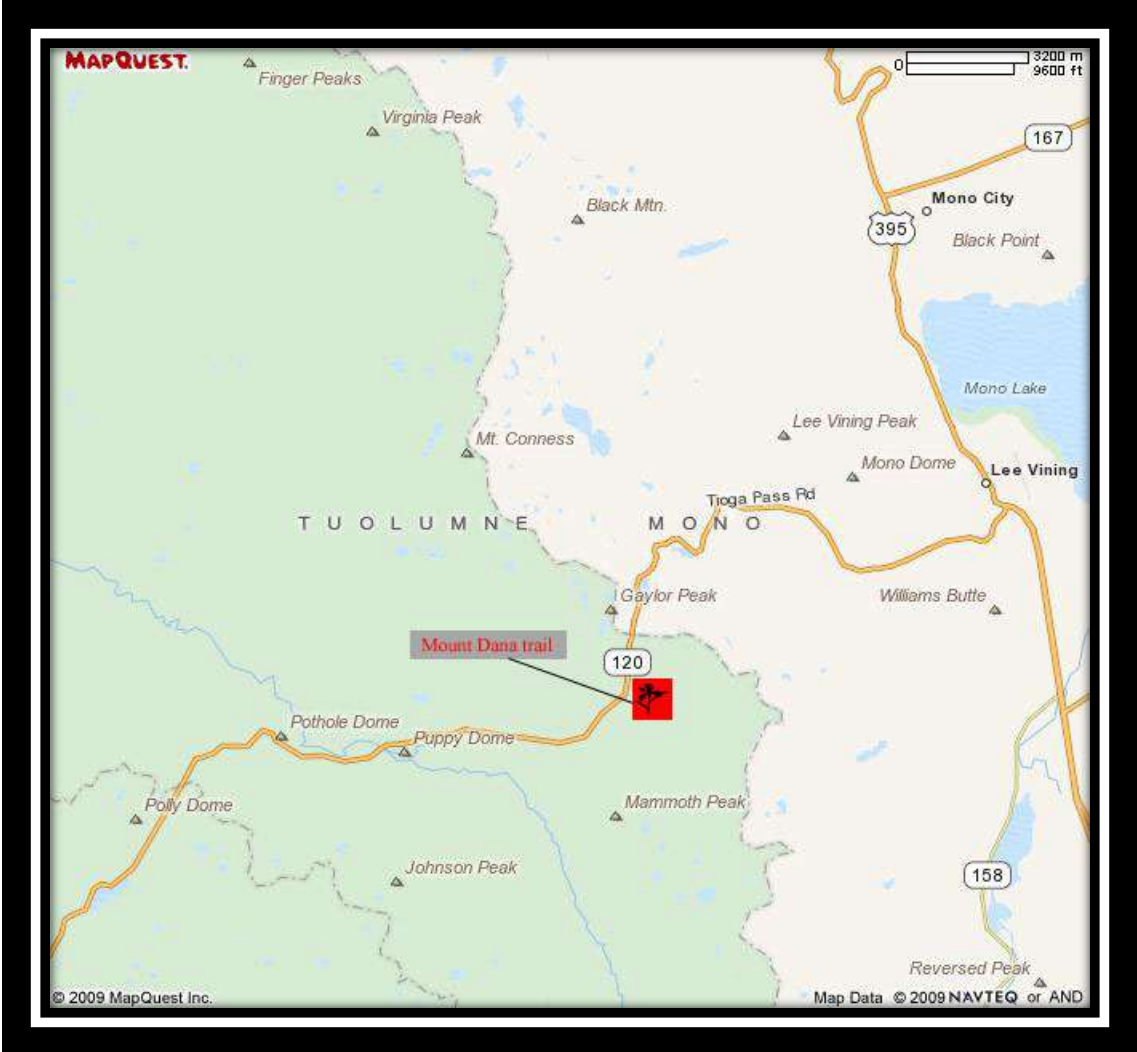 MAPQUEST.
0
3200 m
9600 ft
Finger Peaks
Virginia Peak
167
Mono City
Black Mtn.
395
Black Point
Mono Lake
Lee Vining Peak
Mt. Conness
Mono Dome
Lee Vining
Tioga Pass Rd
TUOLUMNE
MONO
Gaylor Peak
Williams Butte
Mount Dana trail
120
Pothole Dome
Puppy Dome
Polly Dome
Mammoth Peak
Johnson Peak
158
Reversed Peak
© 2009 MapQuest Inc.
Map Data © 2009 NAVTEQ or AND